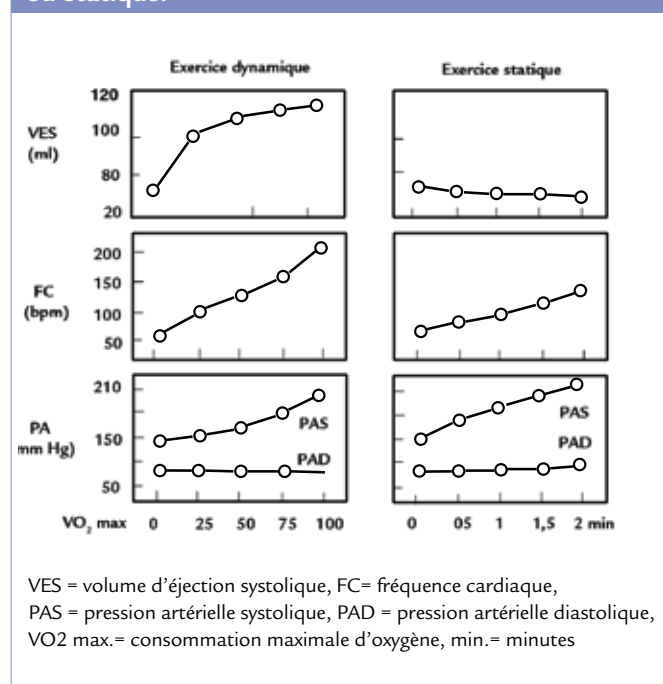 ou statique.
Exercice dynamique
Exercice statique
VES
(ml)
120
100
80
20
FC
(bpm)
200
150
100
50
PA
mm Hg)
210
150
50
PAS
PAD
PAS
PAD
VO2 max 0 25 50 75 100
0 05 1 1,5 2 min
VES = volume d'éjection systolique, FC= fréquence cardiaque,
PAS = pression artérielle systolique, PAD = pression artérielle diastolique,
VO2 max.= consommation maximale d'oxygène, min.= minutes